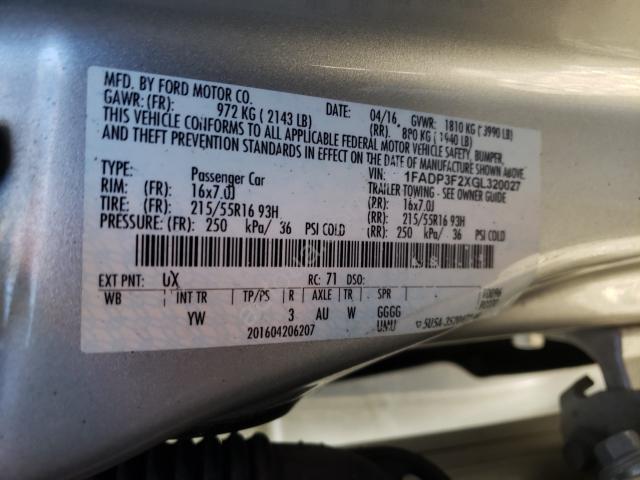 MFD. BY FORD MOTOR CO.
DATE: 04/16 GVWR: 1810 KG (3990 LB)
GAWR: (FR): 972 KG (2143 LB) (RR): 880 KG (1940 LB)
THIS VEHICLE CONFORMS TO ALL APPLICABLE FEDERAL MOTOR VEHICLE SAFETY, BUMPER,
AND THEFT PREVENTION STANDARDS IN EFFECT ON THE DATE OF MANUFACTURE SHOWN ABOVE.
VIN: 1FADP3F2XGL320027
TYPE: Passenger Car TRAILER TOWING - SEE OWNER GUIDE
RIM: (FR): 16x7.0J (RR): 16x7.0J
TIRE: (FR): 215/55R16 93H (RR): 215/55R16 93H
PRESSURE: (FR): 250 kPa/ 36 PSI COLD (RR): 250 kPa/ 36 PSI COLD
EXT PNT: UX RC: 71 DSO:
WB INT TR TP/PS R AXLE TR SPR
YW 3 AU W GGGG
201604206207 UMU